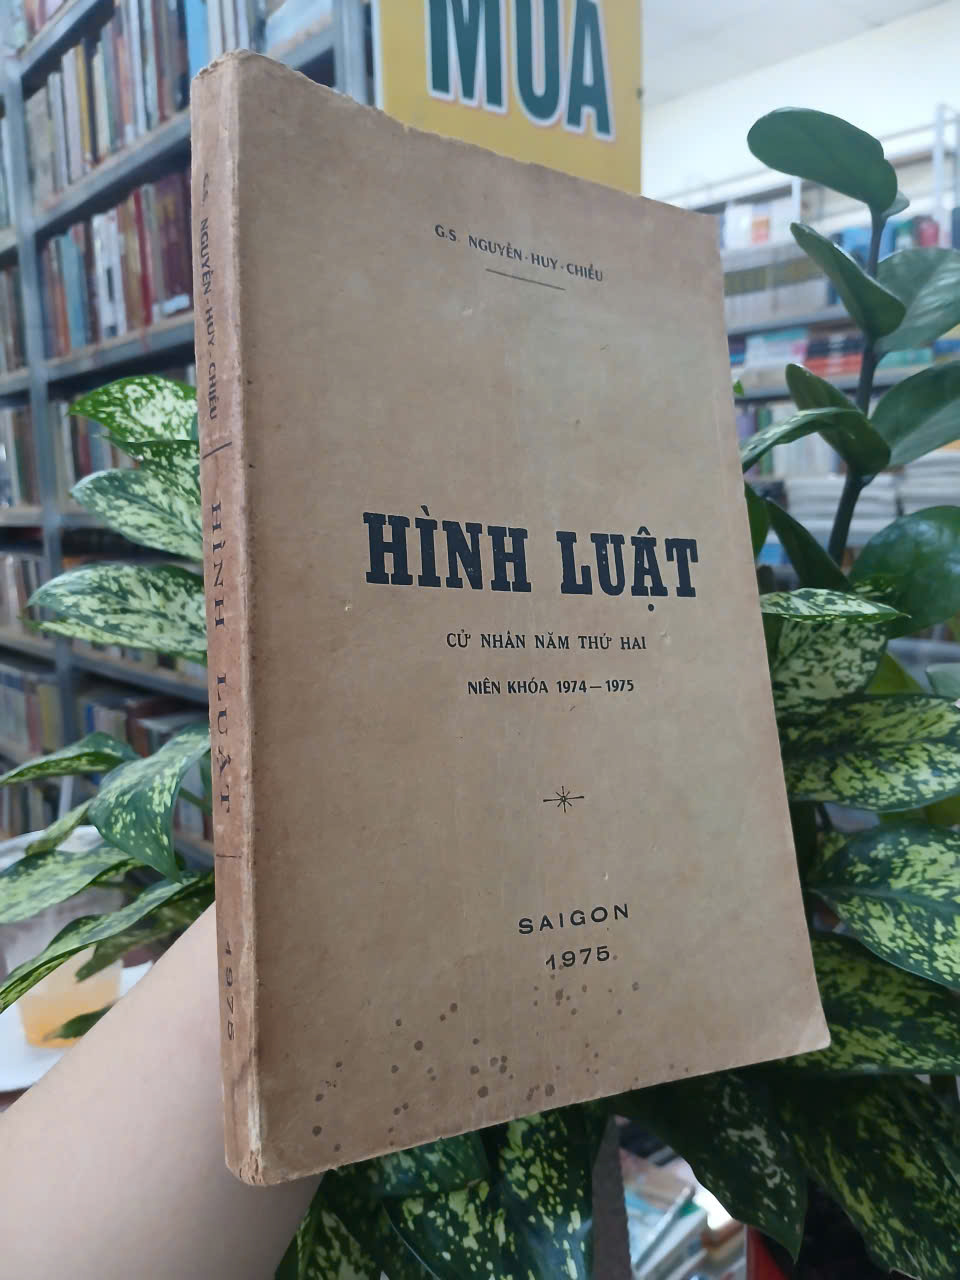 MUA
G.S. NGUYỄN-HUY-CHIỂU
HÌNH LUẬT
CỬ NHÂN NĂM THỨ HAI
NIÊN KHÓA 1974 — 1975
SAIGON
1975
G.S. NGUYỄN-HUY-CHIỂU | HÌNH LUẬT | 1975